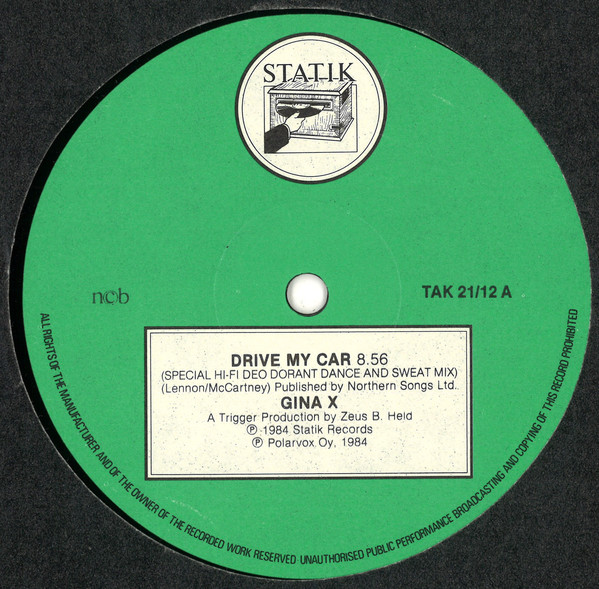 STATIK
n©b
TAK 21/12 A
DRIVE MY CAR 8.56
(SPECIAL HI-FI DEO DORANT DANCE AND SWEAT MIX)
(Lennon/McCartney) Published by Northern Songs Ltd.
GINA X
A Trigger Production by Zeus B. Held
℗ 1984 Statik Records
℗ Polarvox Oy, 1984
ALL RIGHTS OF THE MANUFACTURER AND OF THE OWNER OF THE RECORDED WORK RESERVED · UNAUTHORISED PUBLIC PERFORMANCE BROADCASTING AND COPYING OF THIS RECORD PROHIBITED